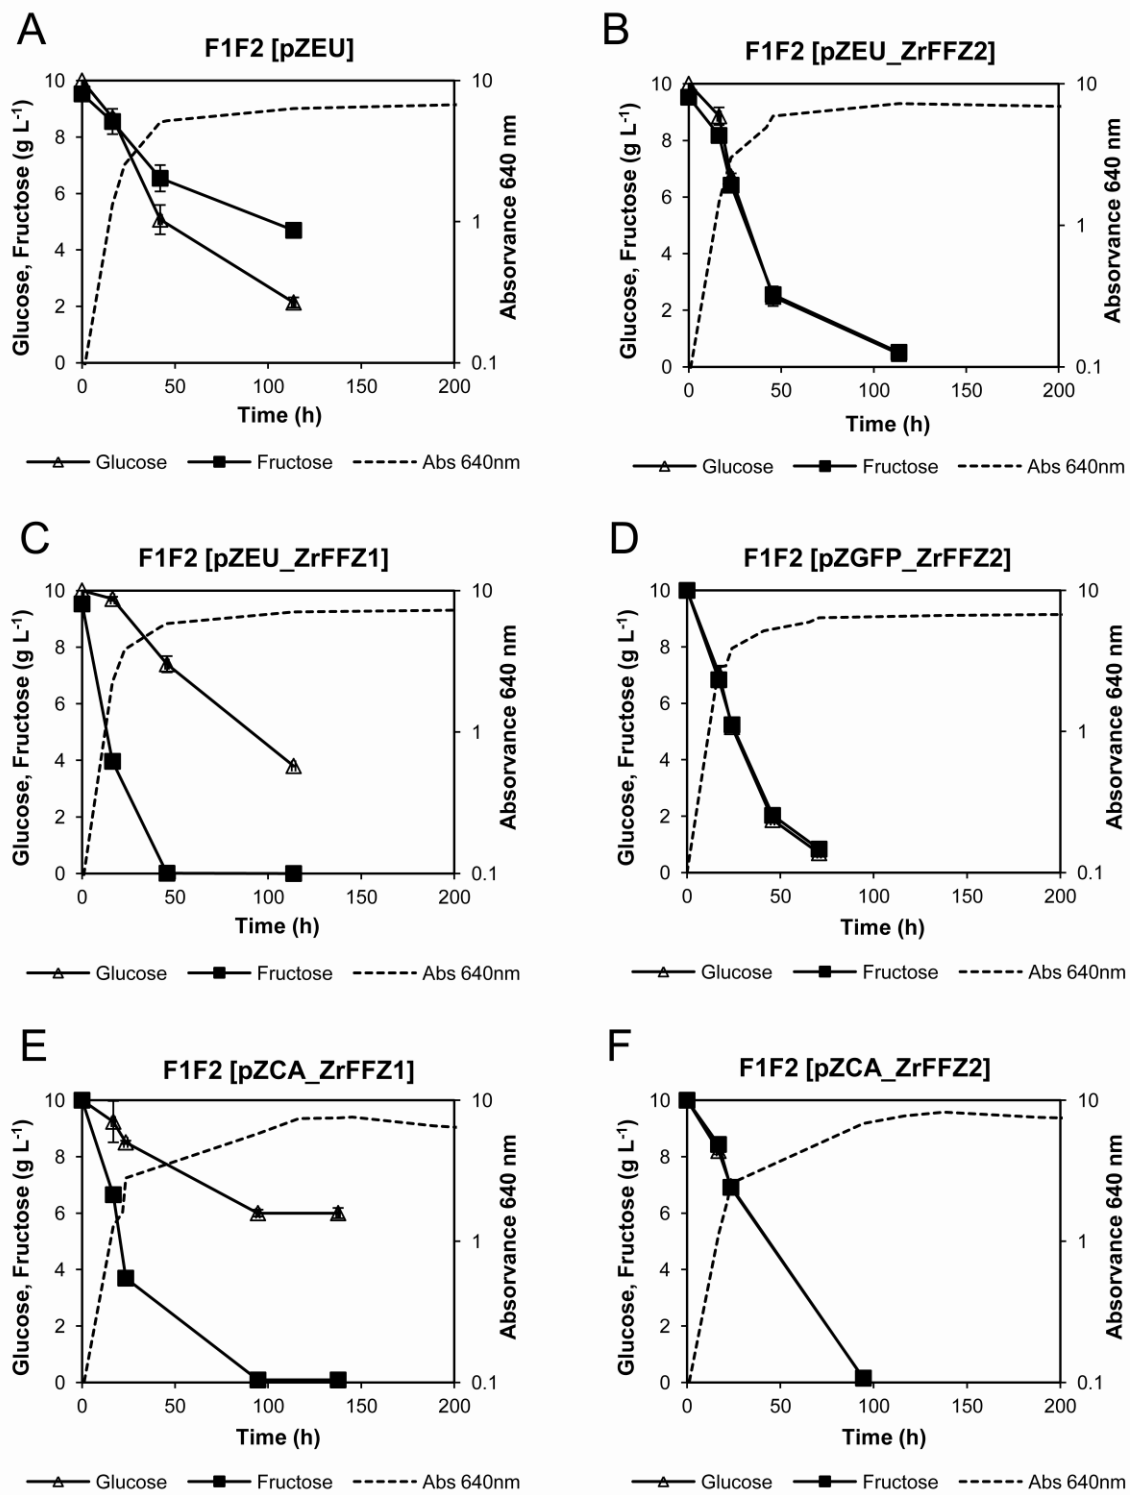 A
F1F2 [pZEU]
Glucose, Fructose (g L-1)
10
8
6
4
2
0
10
1
0.1
Absorvance 640 nm
0 50 100 150 200
Time (h)
Glucose Fructose Abs 640nm
B
F1F2 [pZEU_ZrFFZ2]
Glucose, Fructose (g L-1)
10
8
6
4
2
0
10
1
0.1
Absorvance 640 nm
0 50 100 150 200
Time (h)
Glucose Fructose Abs 640nm
C
F1F2 [pZEU_ZrFFZ1]
Glucose, Fructose (g L-1)
10
8
6
4
2
0
10
1
0.1
Absorvance 640 nm
0 50 100 150 200
Time (h)
Glucose Fructose Abs 640nm
D
F1F2 [pZGFP_ZrFFZ2]
Glucose, Fructose (g L-1)
10
8
6
4
2
0
10
1
0.1
Absorvance 640 nm
0 50 100 150 200
Time (h)
Glucose Fructose Abs 640nm
E
F1F2 [pZCA_ZrFFZ1]
Glucose, Fructose (g L-1)
10
8
6
4
2
0
10
1
0.1
Absorvance 640 nm
0 50 100 150 200
Time (h)
Glucose Fructose Abs 640nm
F
F1F2 [pZCA_ZrFFZ2]
Glucose, Fructose (g L-1)
10
8
6
4
2
0
10
1
0.1
Absorvance 640 nm
0 50 100 150 200
Time (h)
Glucose Fructose Abs 640nm